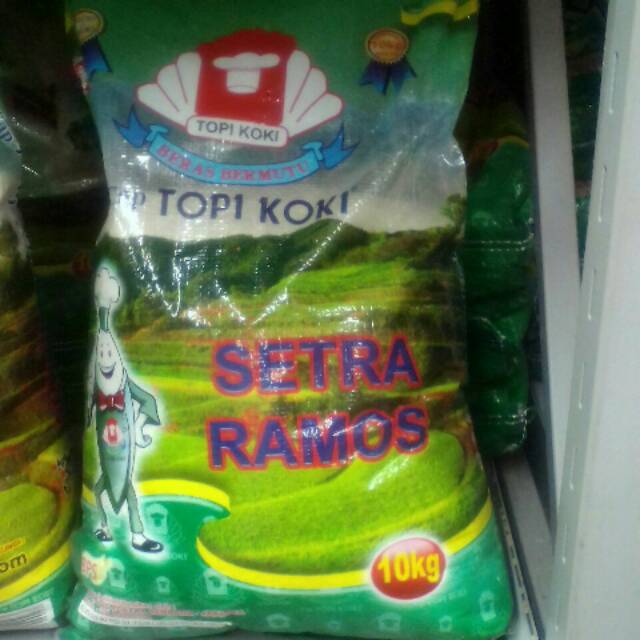 TOPI KOKI
BERAS BERMUTU
TOPI KOKI
SETRA
RAMOS
10kg